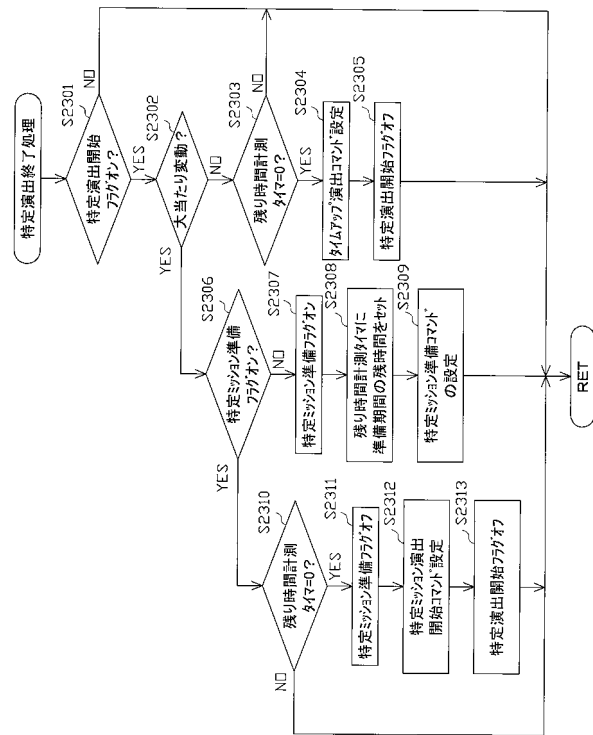 特定演出終了処理
S2301
特定演出開始
フラグオン?
NO
YES
S2302
大当たり変動?
YES
NO
S2303
残り時間計測
タイマ=0?
NO
YES
S2304
タイムアップ演出コマンド設定
S2305
特定演出開始フラグオフ
S2306
特定ミッション準備
フラグオン?
YES
NO
S2307
特定ミッション準備フラグオン
S2308
残り時間計測タイマに
準備期間の残時間をセット
S2309
特定ミッション準備コマンド
の設定
S2310
残り時間計測
タイマ=0?
NO
YES
S2311
特定ミッション準備フラグオフ
S2312
特定ミッション演出
開始コマンド設定
S2313
特定演出開始フラグオフ
RET